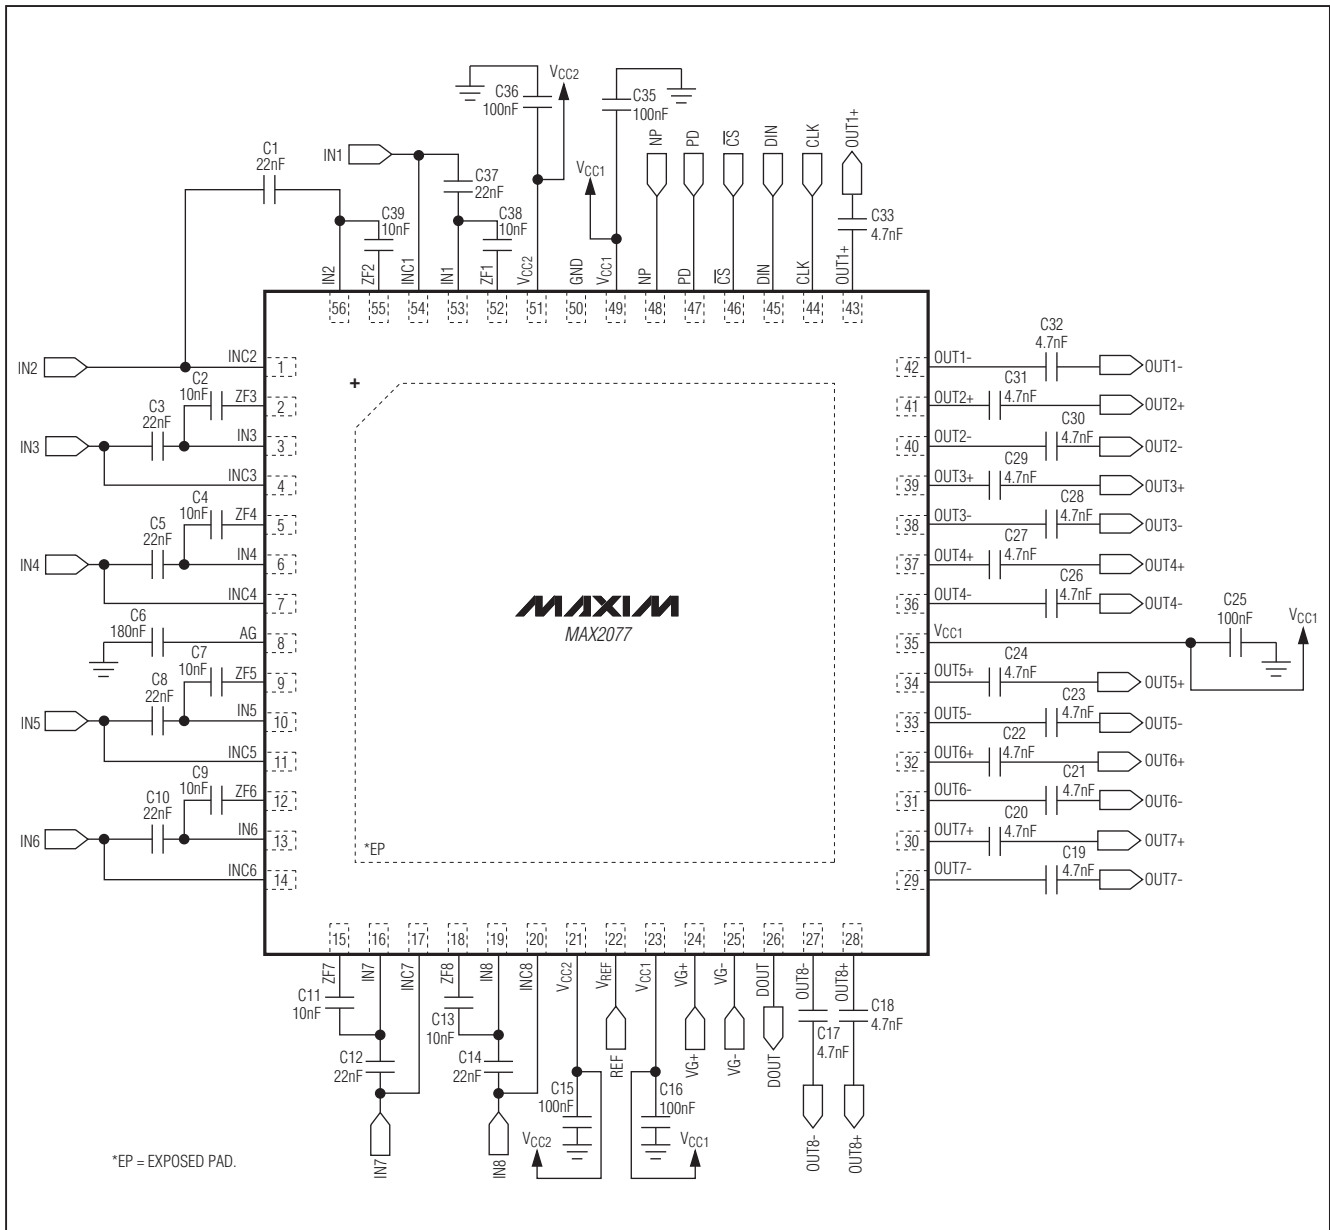 C36
100nF
VCC2
C35
100nF
VCC1
NP
PD
CS
DIN
CLK
OUT1+
C1
22nF
IN1
C37
22nF
C39
10nF
C38
10nF
C33
4.7nF
IN2
ZF2
INC1
IN1
ZF1
VCC2
GND
VCC1
NP
PD
CS
DIN
CLK
OUT1+
56
55
54
53
52
51
50
49
48
47
46
45
44
43
IN2
INC2
1
C2
10nF
ZF3
2
C3
22nF
IN3
IN3
3
INC3
4
C4
10nF
ZF4
5
C5
22nF
IN4
IN4
6
INC4
7
C6
180nF
AG
8
C7
10nF
ZF5
9
C8
22nF
IN5
IN5
10
INC5
11
C9
10nF
ZF6
12
C10
22nF
IN6
IN6
13
INC6
14
+
MAXIM
MAX2077
*EP
42
OUT1-
C32
4.7nF
OUT1-
41
OUT2+
C31
4.7nF
OUT2+
40
OUT2-
C30
4.7nF
OUT2-
39
OUT3+
C29
4.7nF
OUT3+
38
OUT3-
C28
4.7nF
OUT3-
37
OUT4+
C27
4.7nF
OUT4+
36
OUT4-
C26
4.7nF
OUT4-
35
VCC1
C25
100nF
VCC1
34
OUT5+
C24
4.7nF
OUT5+
33
OUT5-
C23
4.7nF
OUT5-
32
OUT6+
C22
4.7nF
OUT6+
31
OUT6-
C21
4.7nF
OUT6-
30
OUT7+
C20
4.7nF
OUT7+
29
OUT7-
C19
4.7nF
OUT7-
15
16
17
18
19
20
21
22
23
24
25
26
27
28
ZF7
IN7
INC7
ZF8
IN8
INC8
VCC2
VREF
VCC1
VG+
VG-
DOUT
OUT8-
OUT8+
C11
10nF
C12
22nF
C13
10nF
C14
22nF
C15
100nF
C16
100nF
C17
4.7nF
C18
4.7nF
REF
VG+
VG-
DOUT
OUT8-
OUT8+
VCC2
VCC1
IN7
IN8
*EP = EXPOSED PAD.